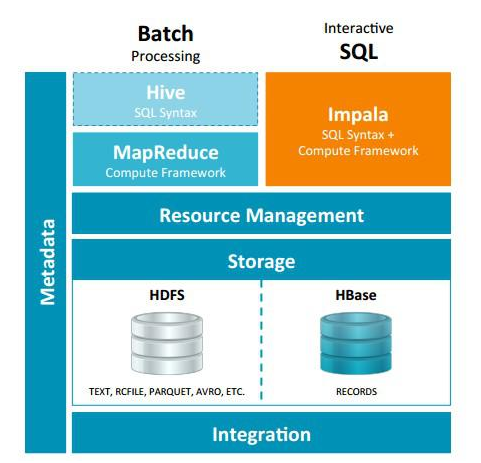 Batch
Processing
Interactive
SQL
Metadata
Hive
SQL Syntax
MapReduce
Compute Framework
Impala
SQL Syntax +
Compute Framework
Resource Management
Storage
HDFS
HBase
TEXT, RCFILE, PARQUET, AVRO, ETC.
RECORDS
Integration